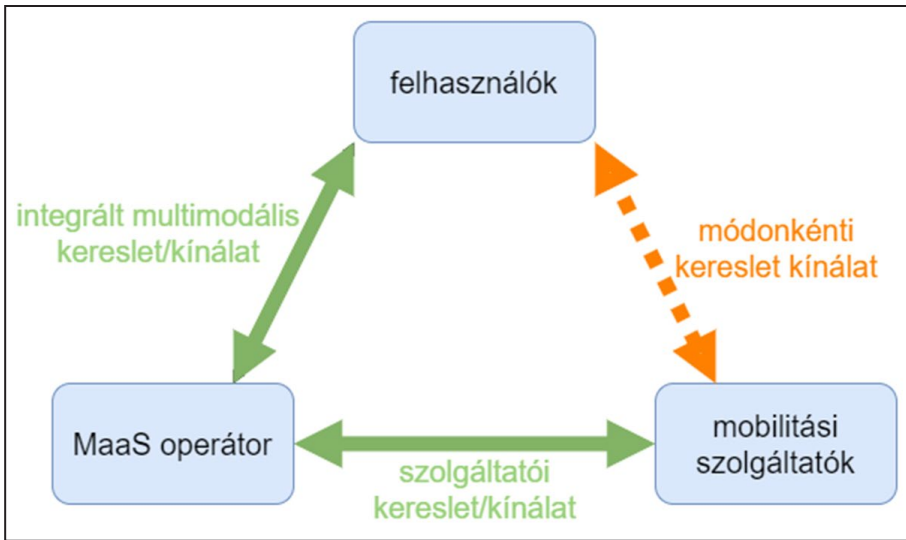 felhasználók
integrált multimodális
kereslet/kínálat
módonkénti
kereslet kínálat
MaaS operátor
szolgáltatói
kereslet/kínálat
mobilitási
szolgáltatók